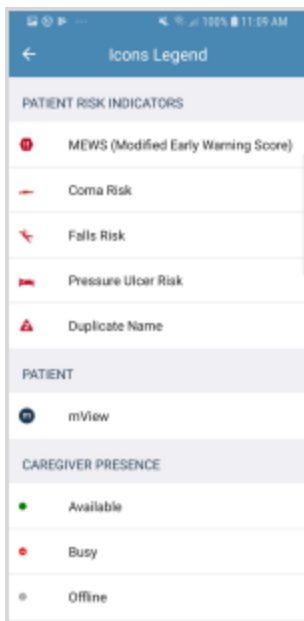 100% 11:09 AM
Icons Legend
PATIENT RISK INDICATORS
MEWS (Modified Early Warning Score)
Coma Risk
Falls Risk
Pressure Ulcer Risk
Duplicate Name
PATIENT
m mView
CAREGIVER PRESENCE
Available
Busy
Offline